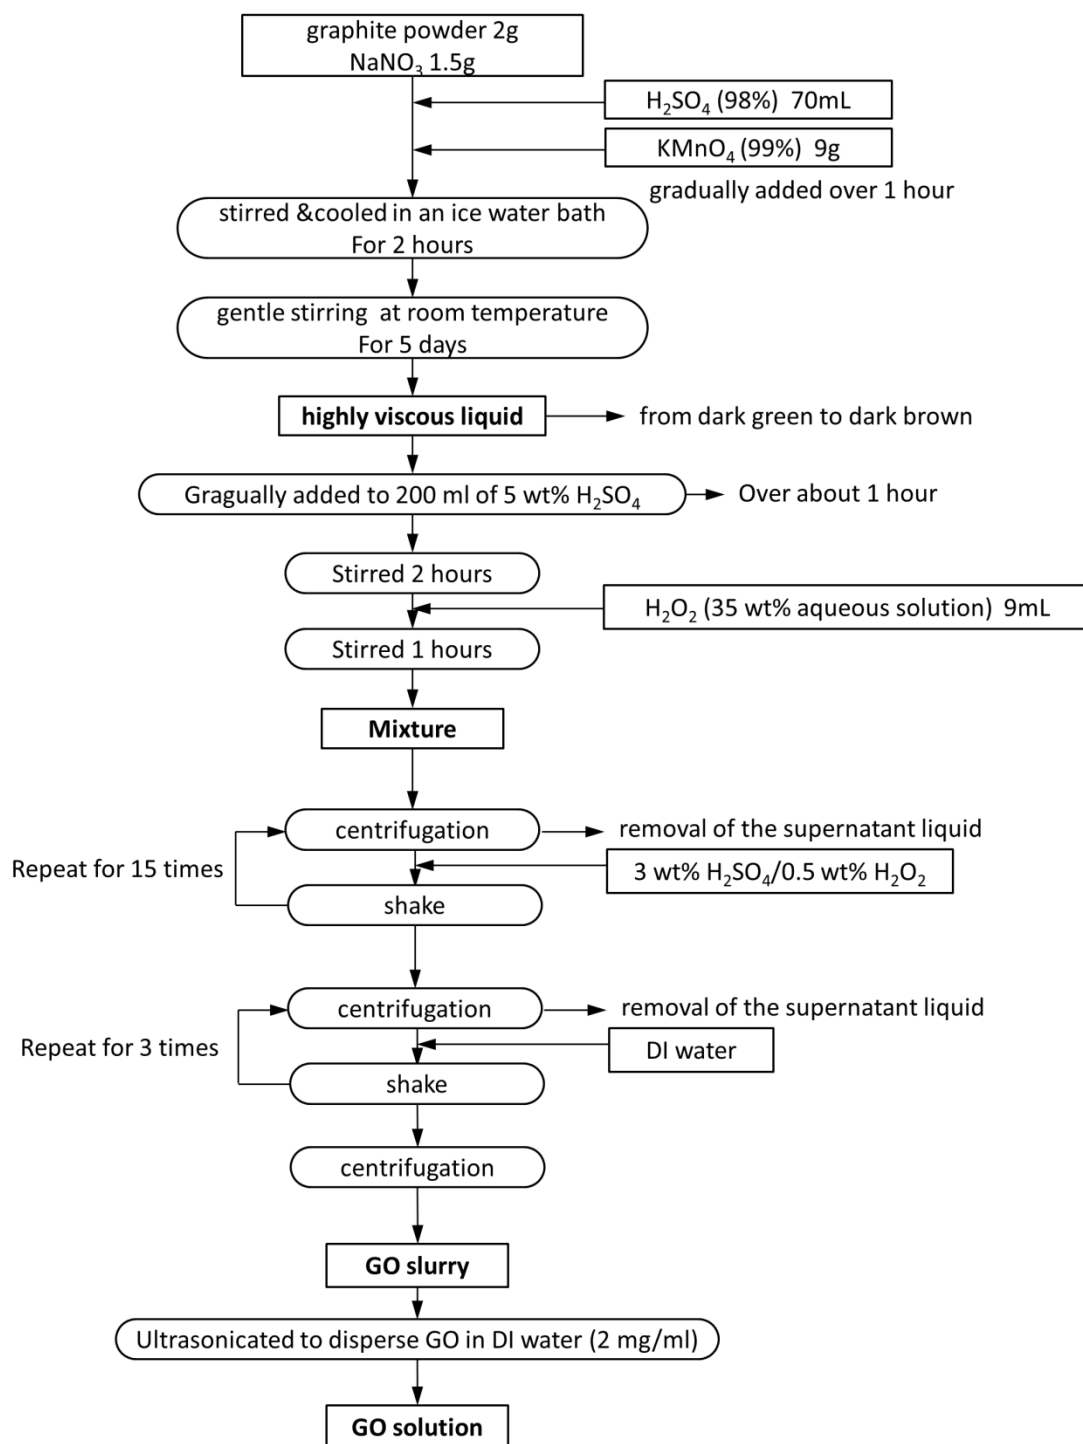 graphite powder 2g
NaNO₃ 1.5g
H₂SO₄ (98%) 70mL
KMnO₄ (99%) 9g
gradually added over 1 hour
stirred &cooled in an ice water bath
For 2 hours
gentle stirring at room temperature
For 5 days
highly viscous liquid
from dark green to dark brown
Gragually added to 200 ml of 5 wt% H₂SO₄
Over about 1 hour
Stirred 2 hours
H₂O₂ (35 wt% aqueous solution) 9mL
Stirred 1 hours
Mixture
centrifugation
removal of the supernatant liquid
Repeat for 15 times
3 wt% H₂SO₄/0.5 wt% H₂O₂
shake
centrifugation
removal of the supernatant liquid
Repeat for 3 times
DI water
shake
centrifugation
GO slurry
Ultrasonicated to disperse GO in DI water (2 mg/ml)
GO solution